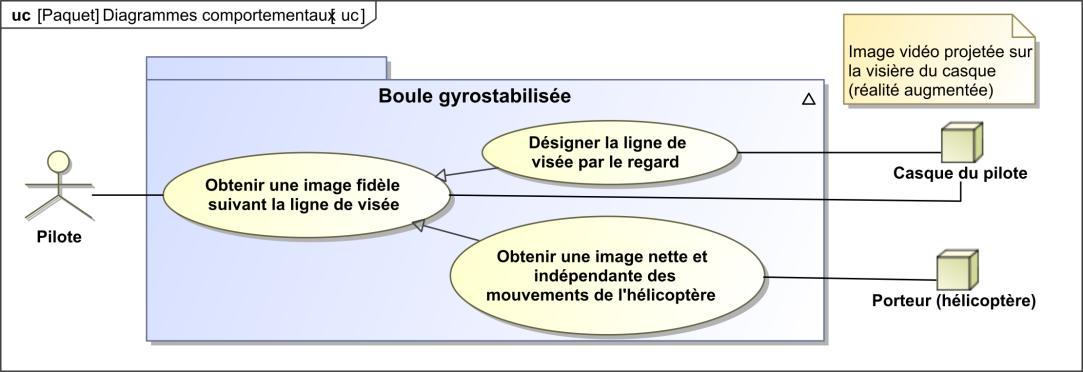 uc [Paquet] Diagrammes comportementaux[ uc]
Image vidéo projetée sur
la visière du casque
(réalité augmentée)
Boule gyrostabilisée
Désigner la ligne de
visée par le regard
Casque du pilote
Obtenir une image fidèle
suivant la ligne de visée
Pilote
Obtenir une image nette et
indépendante des
mouvements de l'hélicoptère
Porteur (hélicoptère)